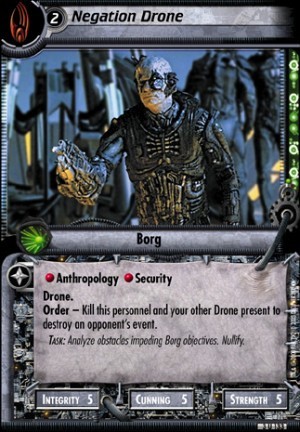 2 Negation Drone
Borg
Anthropology Security
Drone.
Order – Kill this personnel and your other Drone present to
destroy an opponent's event.
TASK: Analyze obstacles impeding Borg objectives. Nullify.
INTEGRITY 5 CUNNING 5 STRENGTH 5